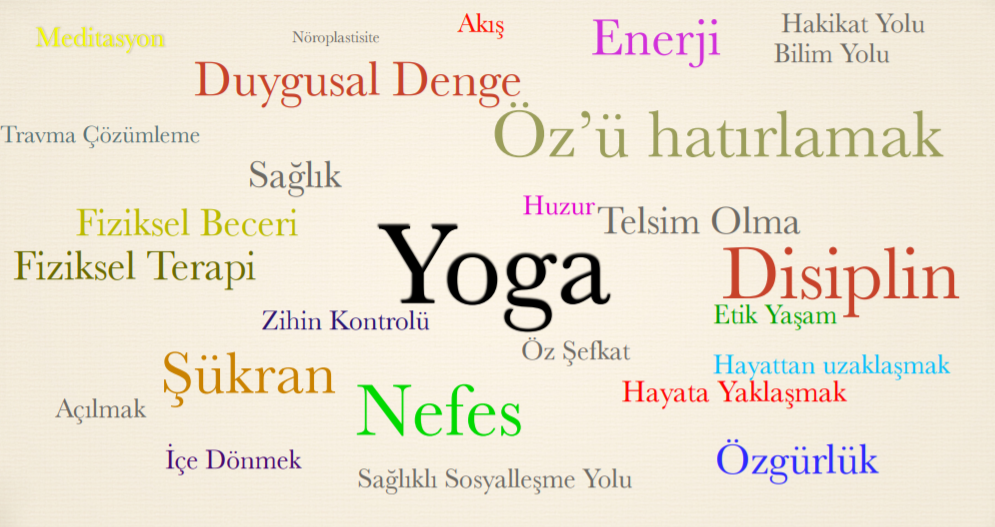 Meditasyon
Nöroplastisite
Akış
Enerji
Hakikat Yolu
Bilim Yolu
Duygusal Denge
Travma Çözümleme
Öz’ü hatırlamak
Sağlık
Fiziksel Beceri
Huzur
Telsim Olma
Fiziksel Terapi
Yoga
Disiplin
Zihin Kontrolü
Etik Yaşam
Öz Şefkat
Şükran
Hayattan uzaklaşmak
Hayata Yaklaşmak
Açılmak
Nefes
İçe Dönmek
Özgürlük
Sağlıklı Sosyalleşme Yolu